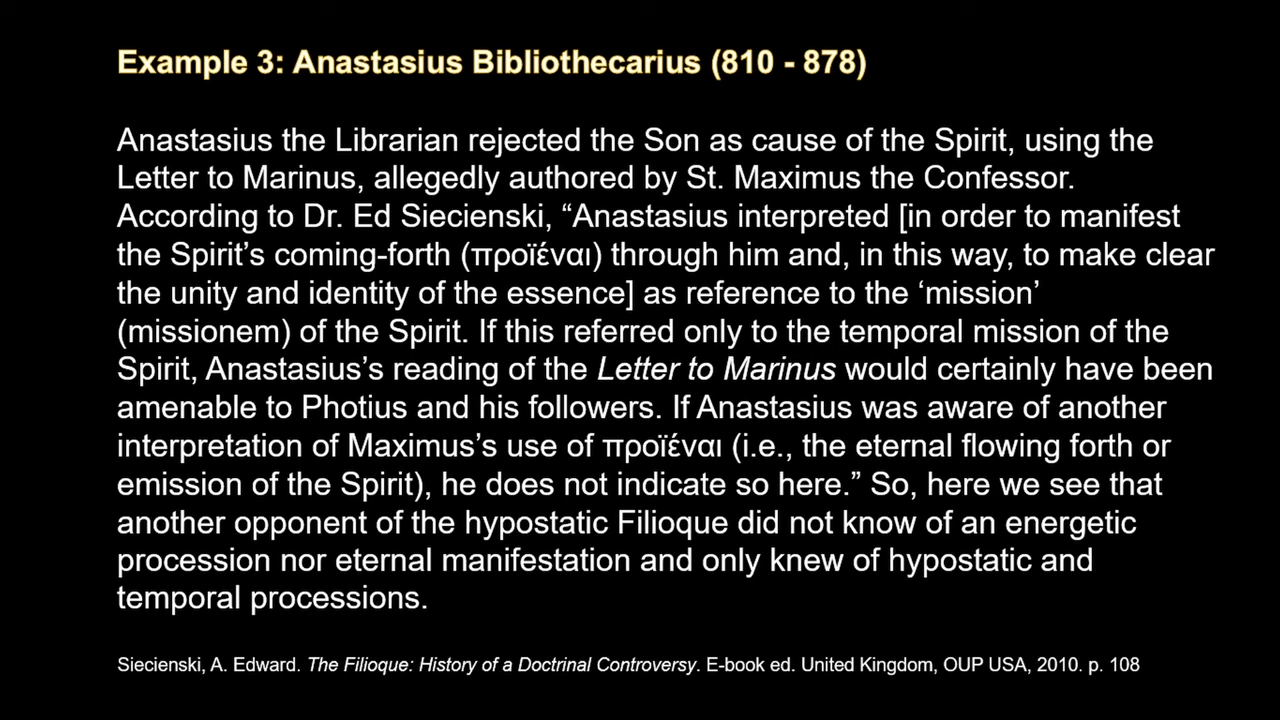 Example 3: Anastasius Bibliothecarius (810 - 878)
Anastasius the Librarian rejected the Son as cause of the Spirit, using the
Letter to Marinus, allegedly authored by St. Maximus the Confessor.
According to Dr. Ed Siecienski, “Anastasius interpreted [in order to manifest
the Spirit’s coming-forth (προϊέναι) through him and, in this way, to make clear
the unity and identity of the essence] as reference to the ‘mission’
(missionem) of the Spirit. If this referred only to the temporal mission of the
Spirit, Anastasius’s reading of the Letter to Marinus would certainly have been
amenable to Photius and his followers. If Anastasius was aware of another
interpretation of Maximus’s use of προϊέναι (i.e., the eternal flowing forth or
emission of the Spirit), he does not indicate so here.” So, here we see that
another opponent of the hypostatic Filioque did not know of an energetic
procession nor eternal manifestation and only knew of hypostatic and
temporal processions.
Siecienski, A. Edward. The Filioque: History of a Doctrinal Controversy. E-book ed. United Kingdom, OUP USA, 2010. p. 108